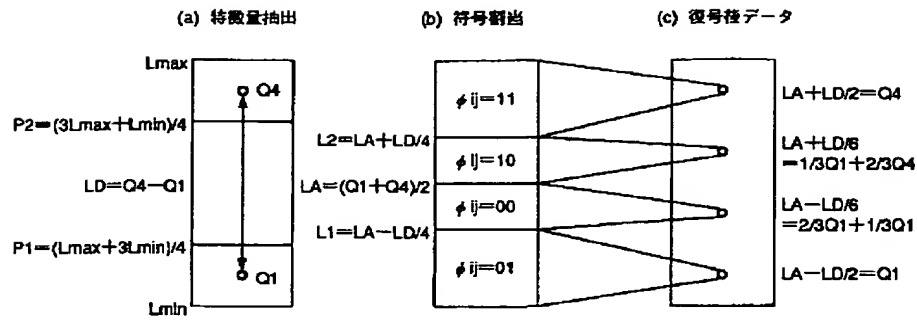 (a) 特徴量抽出
Lmax
Q4
P2=(3Lmax+Lmin)/4
LD=Q4-Q1
P1=(Lmax+3Lmin)/4
Q1
Lmin
(b) 符号割当
φij=11
L2=LA+LD/4
φij=10
LA=(Q1+Q4)/2
φij=00
L1=LA-LD/4
φij=01
(c) 復号後データ
LA+LD/2=Q4
LA+LD/6
=1/3Q1+2/3Q4
LA-LD/6
=2/3Q1+1/3Q1
LA-LD/2=Q1